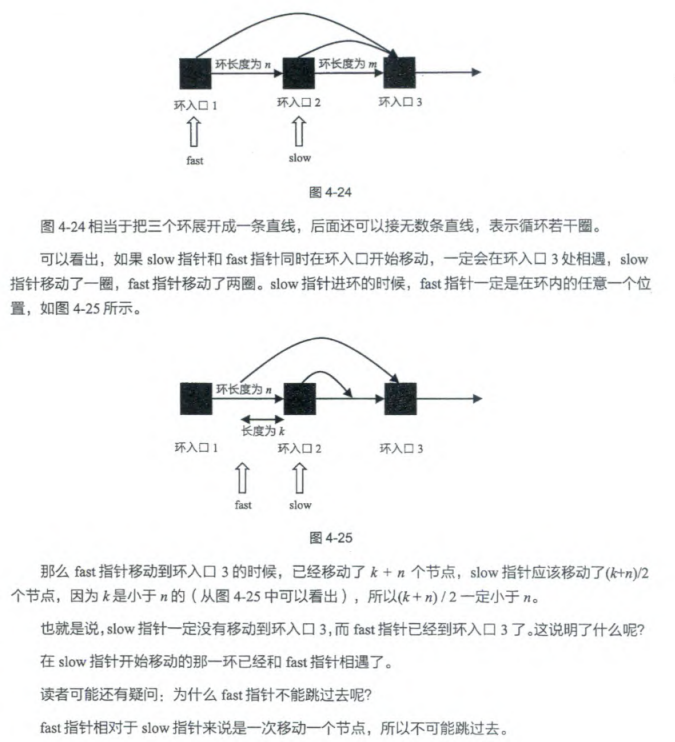 环长度为 n 环长度为 m
环入口 1 环入口 2 环入口 3
fast slow
图 4-24
图 4-24 相当于把三个环展开成一条直线，后面还可以接无数条直线，表示循环若干圈。
可以看出，如果 slow 指针和 fast 指针同时在环入口开始移动，一定会在环入口 3 处相遇，slow
指针移动了一圈，fast 指针移动了两圈。slow 指针进环的时候，fast 指针一定是在环内的任意一个位
置，如图 4-25 所示。
环长度为 n
长度为 k
环入口 1 环入口 2 环入口 3
fast slow
图 4-25
那么 fast 指针移动到环入口 3 的时候，已经移动了 k + n 个节点，slow 指针应该移动了(k+n)/2
个节点，因为 k 是小于 n 的（从图 4-25 中可以看出），所以(k + n) / 2 一定小于 n。
也就是说，slow 指针一定没有移动到环入口 3，而 fast 指针已经到环入口 3 了。这说明了什么呢？
在 slow 指针开始移动的那一环已经和 fast 指针相遇了。
读者可能还有疑问：为什么 fast 指针不能跳过去呢？
fast 指针相对于 slow 指针来说是一次移动一个节点，所以不可能跳过去。